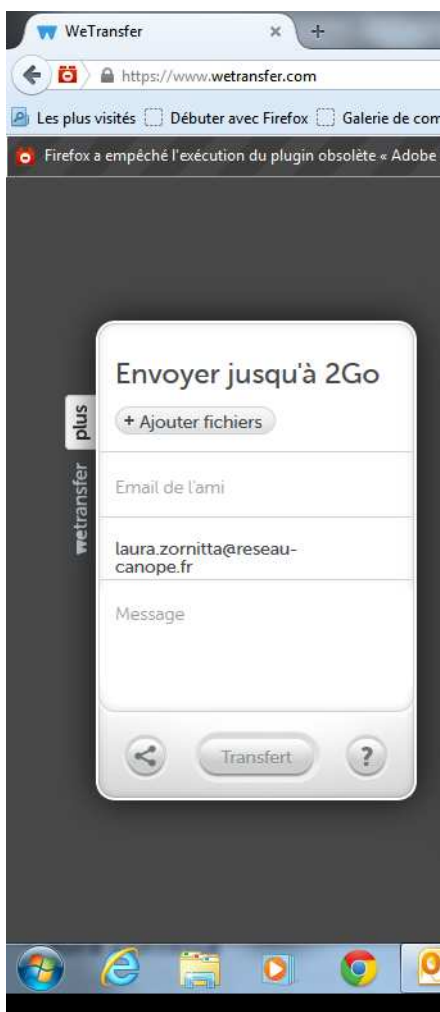 WeTransfer
https://www.wetransfer.com
Les plus visités Débuter avec Firefox Galerie de com
Firefox a empêché l'exécution du plugin obsolète « Adobe
Envoyer jusqu'à 2Go
+ Ajouter fichiers
wetransfer plus
Email de l'ami
laura.zornitta@reseau-
canope.fr
Message
Transfert
?